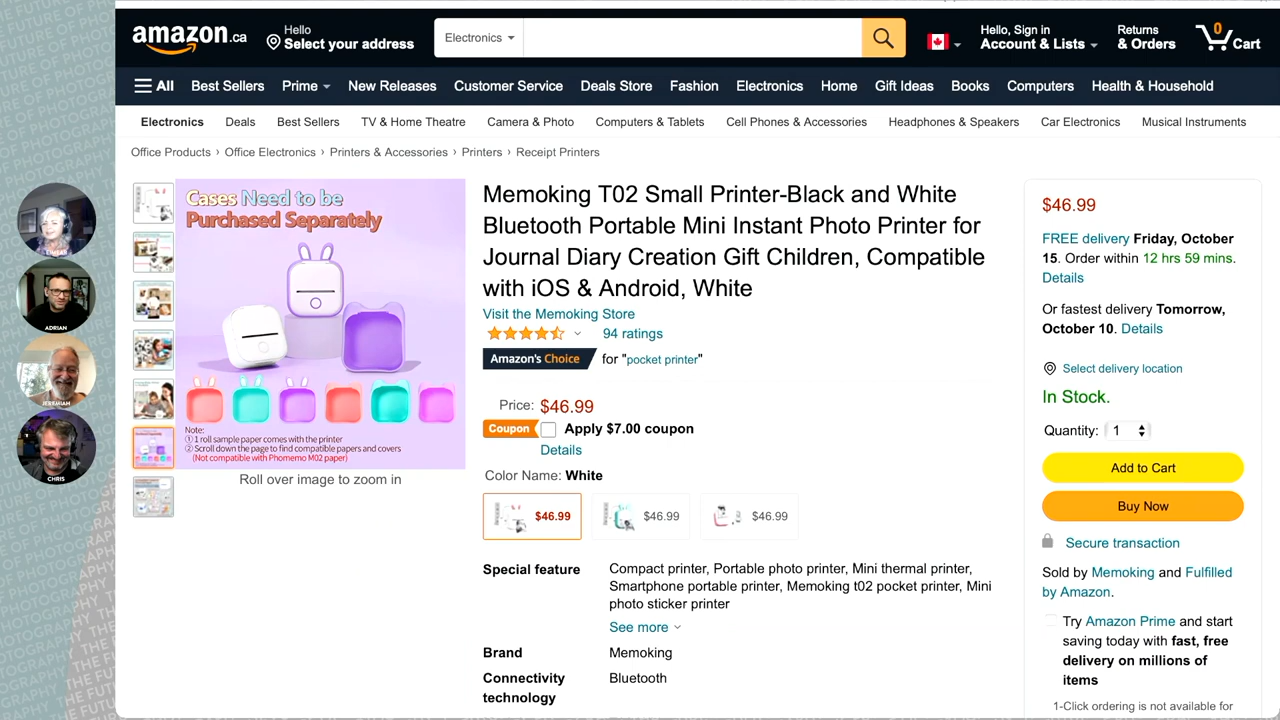 amazon.ca
Hello
Select your address
Electronics
Hello, Sign in
Account & Lists
Returns
& Orders
0
Cart
All
Best Sellers
Prime
New Releases
Customer Service
Deals Store
Fashion
Electronics
Home
Gift Ideas
Books
Computers
Health & Household
Electronics
Deals
Best Sellers
TV & Home Theatre
Camera & Photo
Computers & Tablets
Cell Phones & Accessories
Headphones & Speakers
Car Electronics
Musical Instruments
Office Products › Office Electronics › Printers & Accessories › Printers › Receipt Printers
Cases Need to be
Purchased Separately
Note:
① 1 roll sample paper comes with the printer
② Scroll down the page to find compatible papers and covers
(Not compatible with Phomemo M02 paper)
Roll over image to zoom in
Memoking T02 Small Printer-Black and White
Bluetooth Portable Mini Instant Photo Printer for
Journal Diary Creation Gift Children, Compatible
with iOS & Android, White
Visit the Memoking Store
94 ratings
Amazon's Choice for "pocket printer"
Price: $46.99
Coupon Apply $7.00 coupon
Details
Color Name: White
$46.99
$46.99
$46.99
Special feature
Compact printer, Portable photo printer, Mini thermal printer,
Smartphone portable printer, Memoking t02 pocket printer, Mini
photo sticker printer
See more
Brand
Memoking
Connectivity
technology
Bluetooth
$46.99
FREE delivery Friday, October
15. Order within 12 hrs 59 mins.
Details
Or fastest delivery Tomorrow,
October 10. Details
Select delivery location
In Stock.
Quantity: 1
Add to Cart
Buy Now
Secure transaction
Sold by Memoking and Fulfilled
by Amazon.
Try Amazon Prime and start
saving today with fast, free
delivery on millions of
items
1-Click ordering is not available for
ADRIAN
JEREMIAH
CHRIS